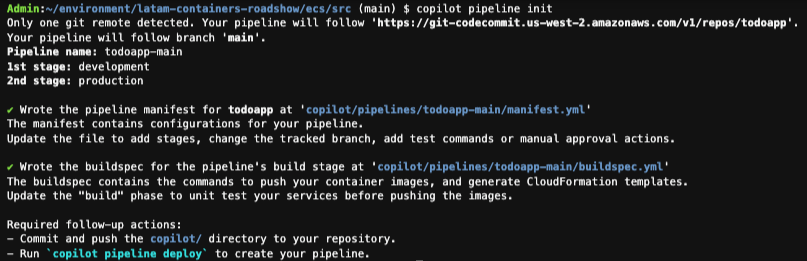 Admin:~/environment/latam-containers-roadshow/ecs/src (main) $ copilot pipeline init
Only one git remote detected. Your pipeline will follow 'https://git-codecommit.us-west-2.amazonaws.com/v1/repos/todoapp'.
Your pipeline will follow branch 'main'.
Pipeline name: todoapp-main
1st stage: development
2nd stage: production
✔ Wrote the pipeline manifest for todoapp at 'copilot/pipelines/todoapp-main/manifest.yml'
The manifest contains configurations for your pipeline.
Update the file to add stages, change the tracked branch, add test commands or manual approval actions.
✔ Wrote the buildspec for the pipeline's build stage at 'copilot/pipelines/todoapp-main/buildspec.yml'
The buildspec contains the commands to push your container images, and generate CloudFormation templates.
Update the "build" phase to unit test your services before pushing the images.
Required follow-up actions:
– Commit and push the copilot/ directory to your repository.
– Run `copilot pipeline deploy` to create your pipeline.